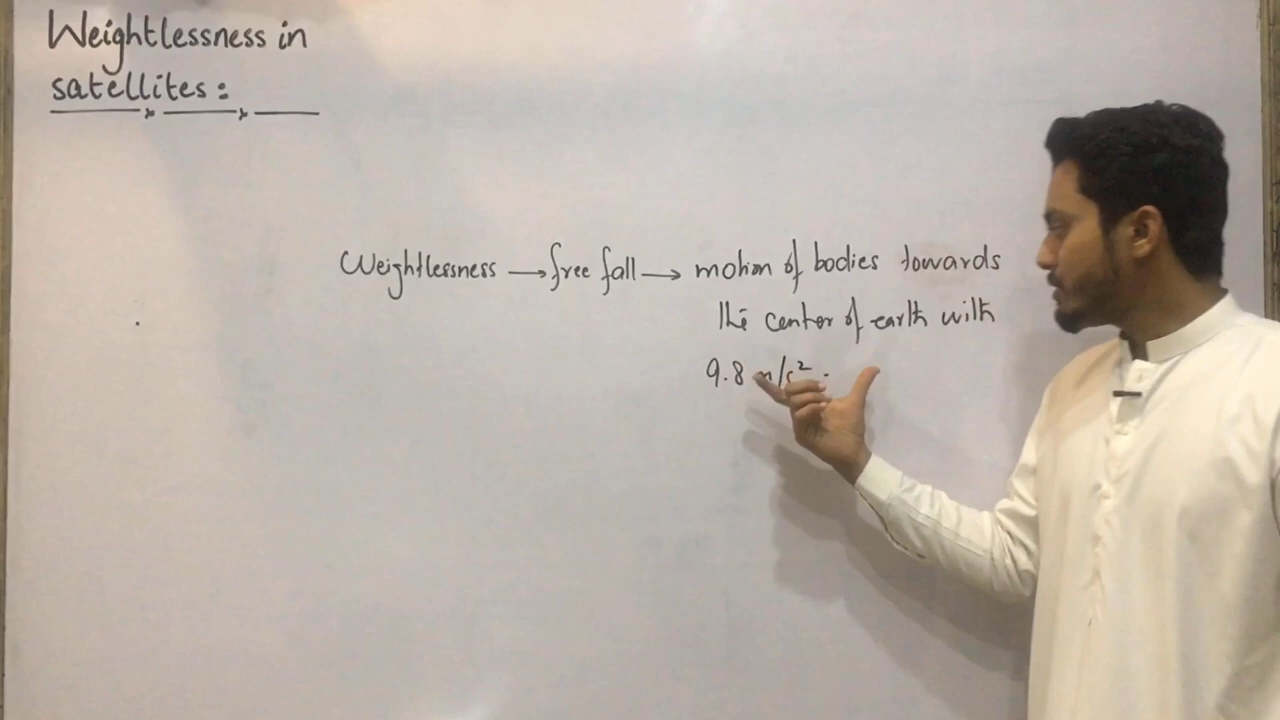 Weightlessness in
satellites :
Weightlessness → free fall → motion of bodies towards
the center of earth with
9.8 m/s² .